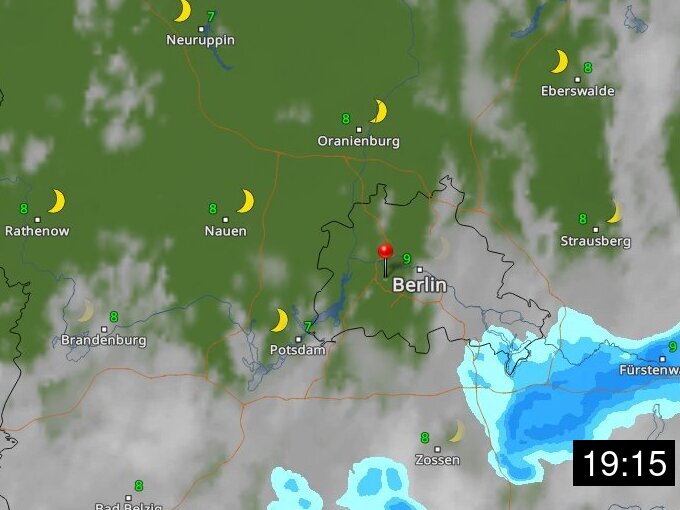 7
Neuruppin
8
Eberswalde
8
Oranienburg
8
Rathenow
8
Nauen
8
Strausberg
9
Berlin
8
Brandenburg
7
Potsdam
9
Fürstenwa
8
Zossen
19:15
8
Bad Belzig